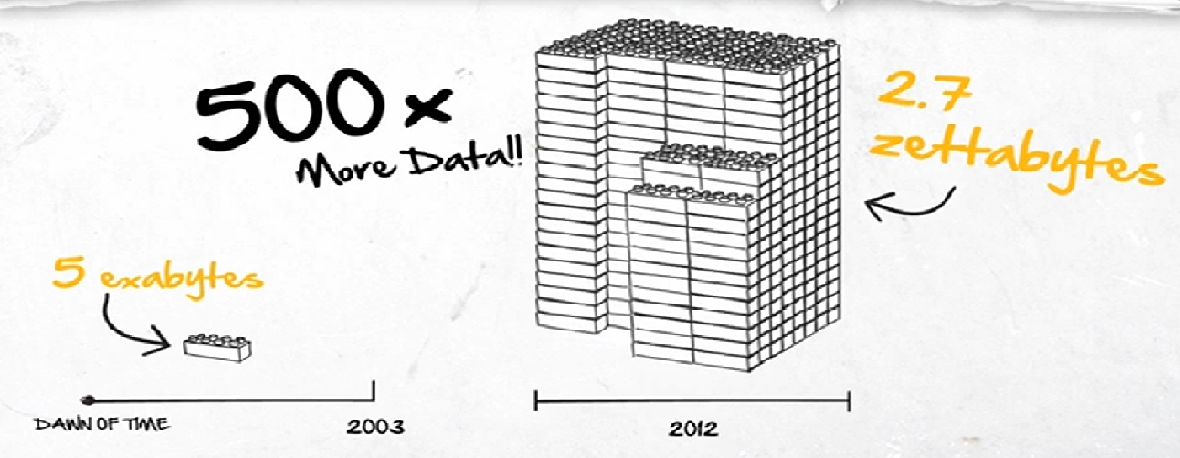 500 x
More Data!!
2.7
zettabytes
5 exabytes
DAWN OF TIME
2003
2012